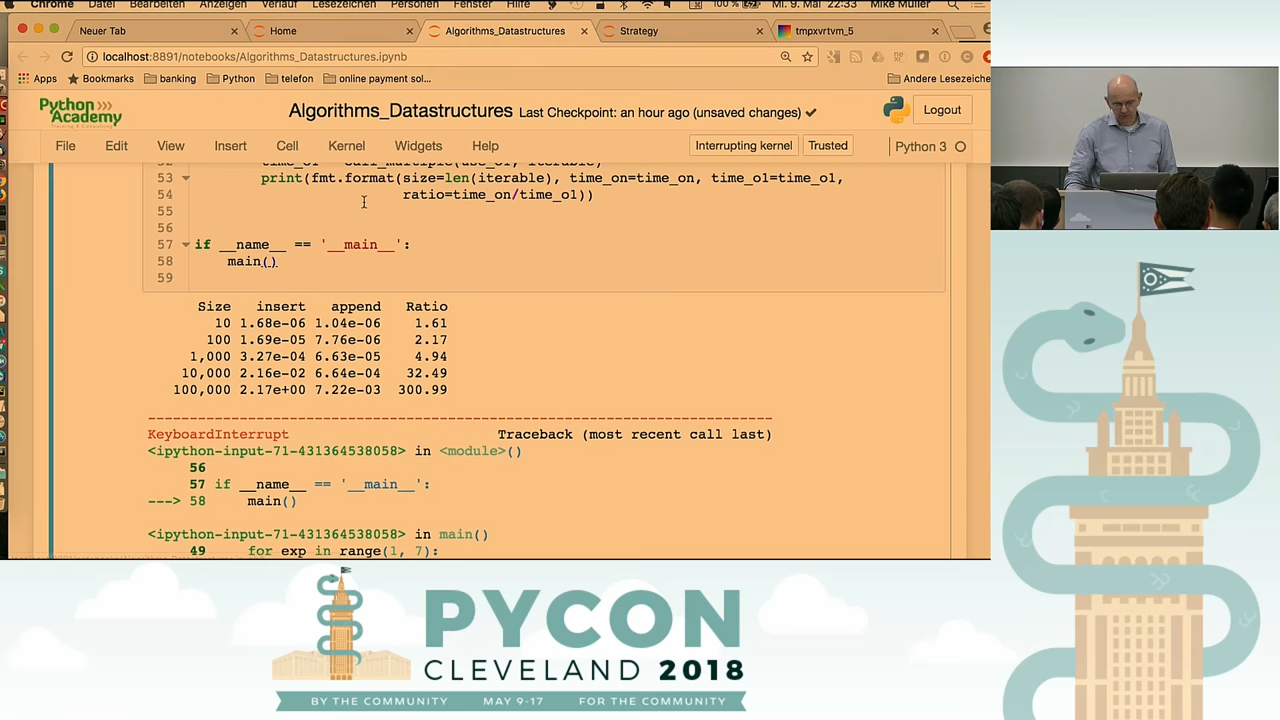 Chrome Datei Bearbeiten Anzeigen Verlauf Lesezeichen Personen Fenster Hilfe 100 % Mi. 9. Mai 22:33 Mike Müller
Neuer Tab Home Algorithms_Datastructures Strategy tmpxvrtvm_5
localhost:8891/notebooks/Algorithms_Datastructures.ipynb
Apps Bookmarks banking Python telefon online payment sol... Andere Lesezeiche
Python
Academy
Training & Consulting
Algorithms_Datastructures Last Checkpoint: an hour ago (unsaved changes) Logout
File Edit View Insert Cell Kernel Widgets Help Interrupting kernel Trusted Python 3
53 print(fmt.format(size=len(iterable), time_on=time_on, time_o1=time_o1,
54 ratio=time_on/time_o1))
55
56
57 if __name__ == '__main__':
58 main()
59
Size insert append Ratio
10 1.68e-06 1.04e-06 1.61
100 1.69e-05 7.76e-06 2.17
1,000 3.27e-04 6.63e-05 4.94
10,000 2.16e-02 6.64e-04 32.49
100,000 2.17e+00 7.22e-03 300.99
---------------------------------------------------------------------------
KeyboardInterrupt Traceback (most recent call last)
<ipython-input-71-431364538058> in <module>()
56
57 if __name__ == '__main__':
---> 58 main()
<ipython-input-71-431364538058> in main()
49 for exp in range(1, 7):
PYCON
CLEVELAND 2018
BY THE COMMUNITY MAY 9-17 FOR THE COMMUNITY